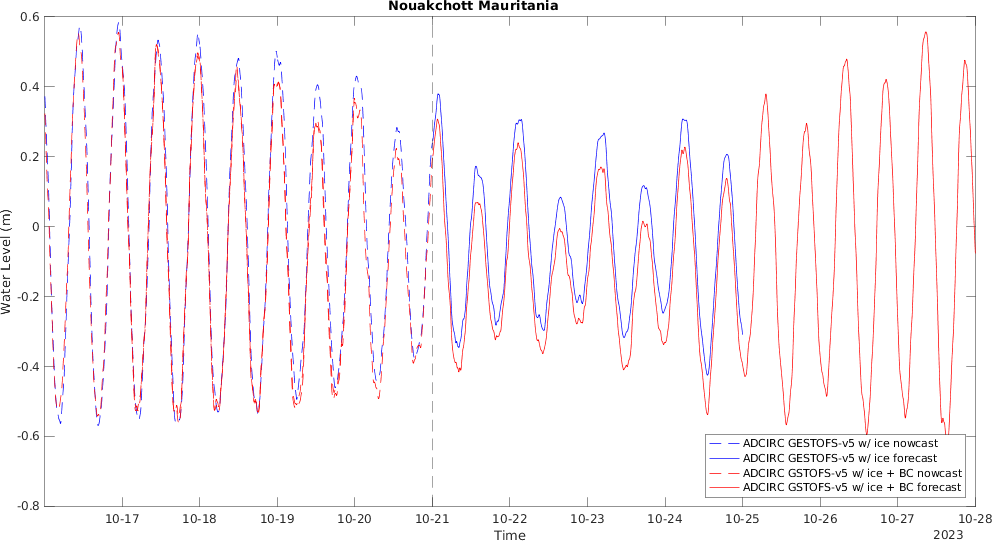 Nouakchott Mauritania
0.6
0.4
0.2
0
-0.2
-0.4
-0.6
-0.8
Water Level (m)
ADCIRC GESTOFS-v5 w/ ice nowcast
ADCIRC GESTOFS-v5 w/ ice forecast
ADCIRC GSTOFS-v5 w/ ice + BC nowcast
ADCIRC GSTOFS-v5 w/ ice + BC forecast
10-17 10-18 10-19 10-20 10-21 10-22 10-23 10-24 10-25 10-26 10-27 10-28
Time
2023